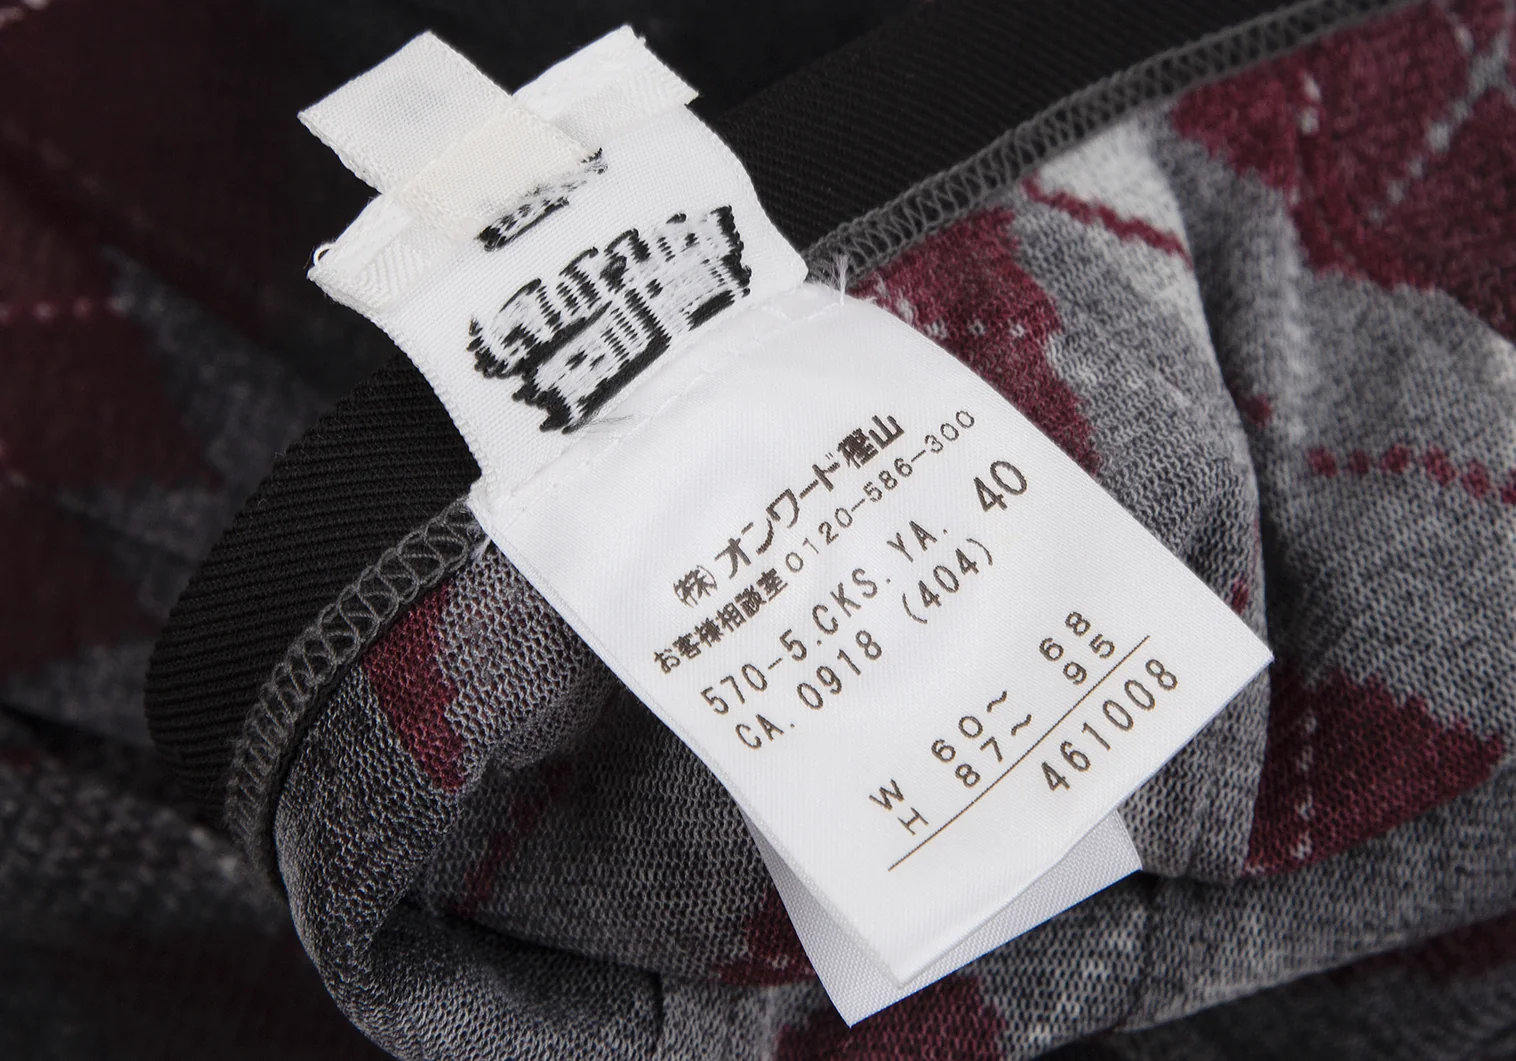 ㈱オンワード樫山
お客様相談室 0120-586-300
570-5.CKS.YA. 40
CA. 0918 (404)
W 60~ 68
H 87~ 95
461008